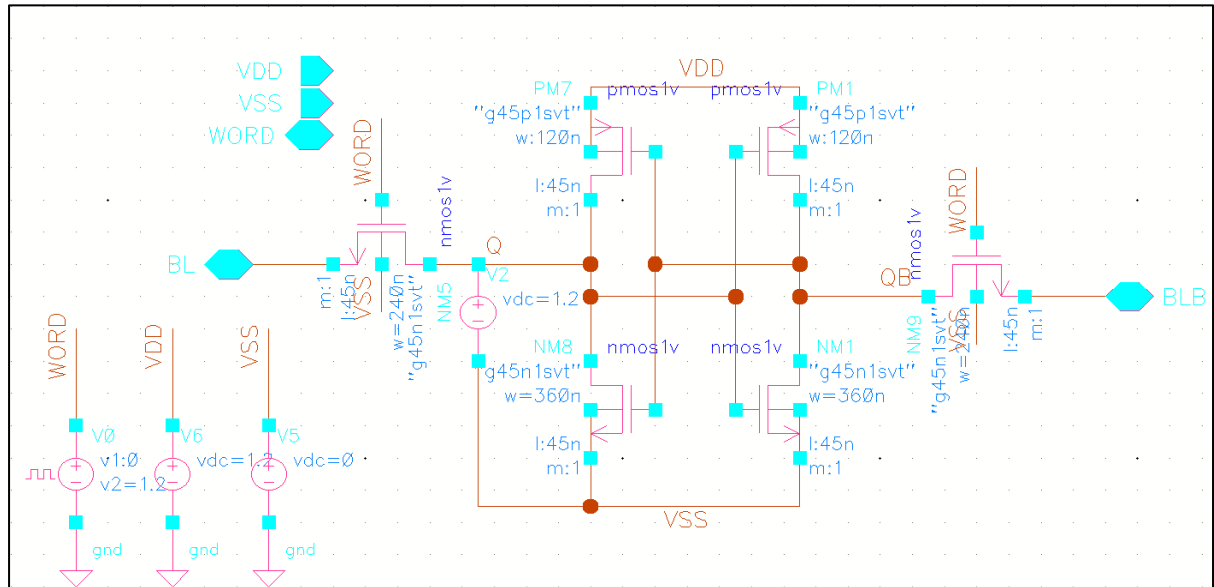 VDD
VSS
WORD
WORD
BL
m:1
l:45n
VSS
w=240n
"g45n1svt"
NM5
nmos1v
Q
V2
vdc=1.2
VDD
PM7
pmos1v
"g45p1svt"
w:120n
l:45n
m:1
pmos1v
PM1
"g45p1svt"
w:120n
l:45n
m:1
NM8
nmos1v
"g45n1svt"
w=360n
l:45n
m:1
nmos1v
NM1
"g45n1svt"
w=360n
l:45n
m:1
VSS
QB
nmos1v
NM9
"g45n1svt"
w=240n
VSS
WORD
l:45n
m:1
BLB
WORD
V0
v1:0
v2=1.2
gnd
VDD
V6
vdc=1.2
gnd
VSS
V5
vdc=0
gnd